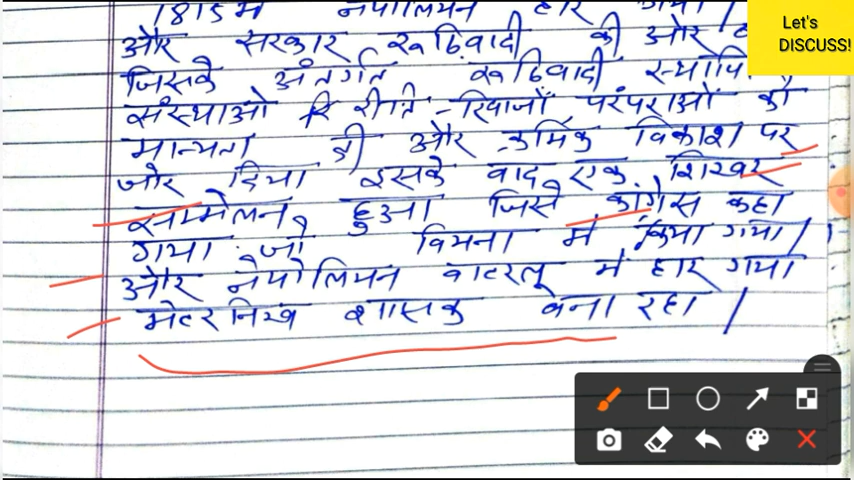 1815 में नेपोलियन हार गया
Let's
DISCUSS!
और सरकार रूढ़िवादी की और
जिसके अंतर्गत रूढ़िवादी
संस्थाओ रीति-रिवाजों परंपराओं को
मान्यता दी और क्रमिक विकाश पर
जोर दिया इसके वाद एक शिखर
सम्मेलन हुआ जिसे कांग्रेस कहा
गया जो वियना में किया गया।
और नेपोलियन वाटरलू में हार गया
मेटरनिख शासक बना रहा।